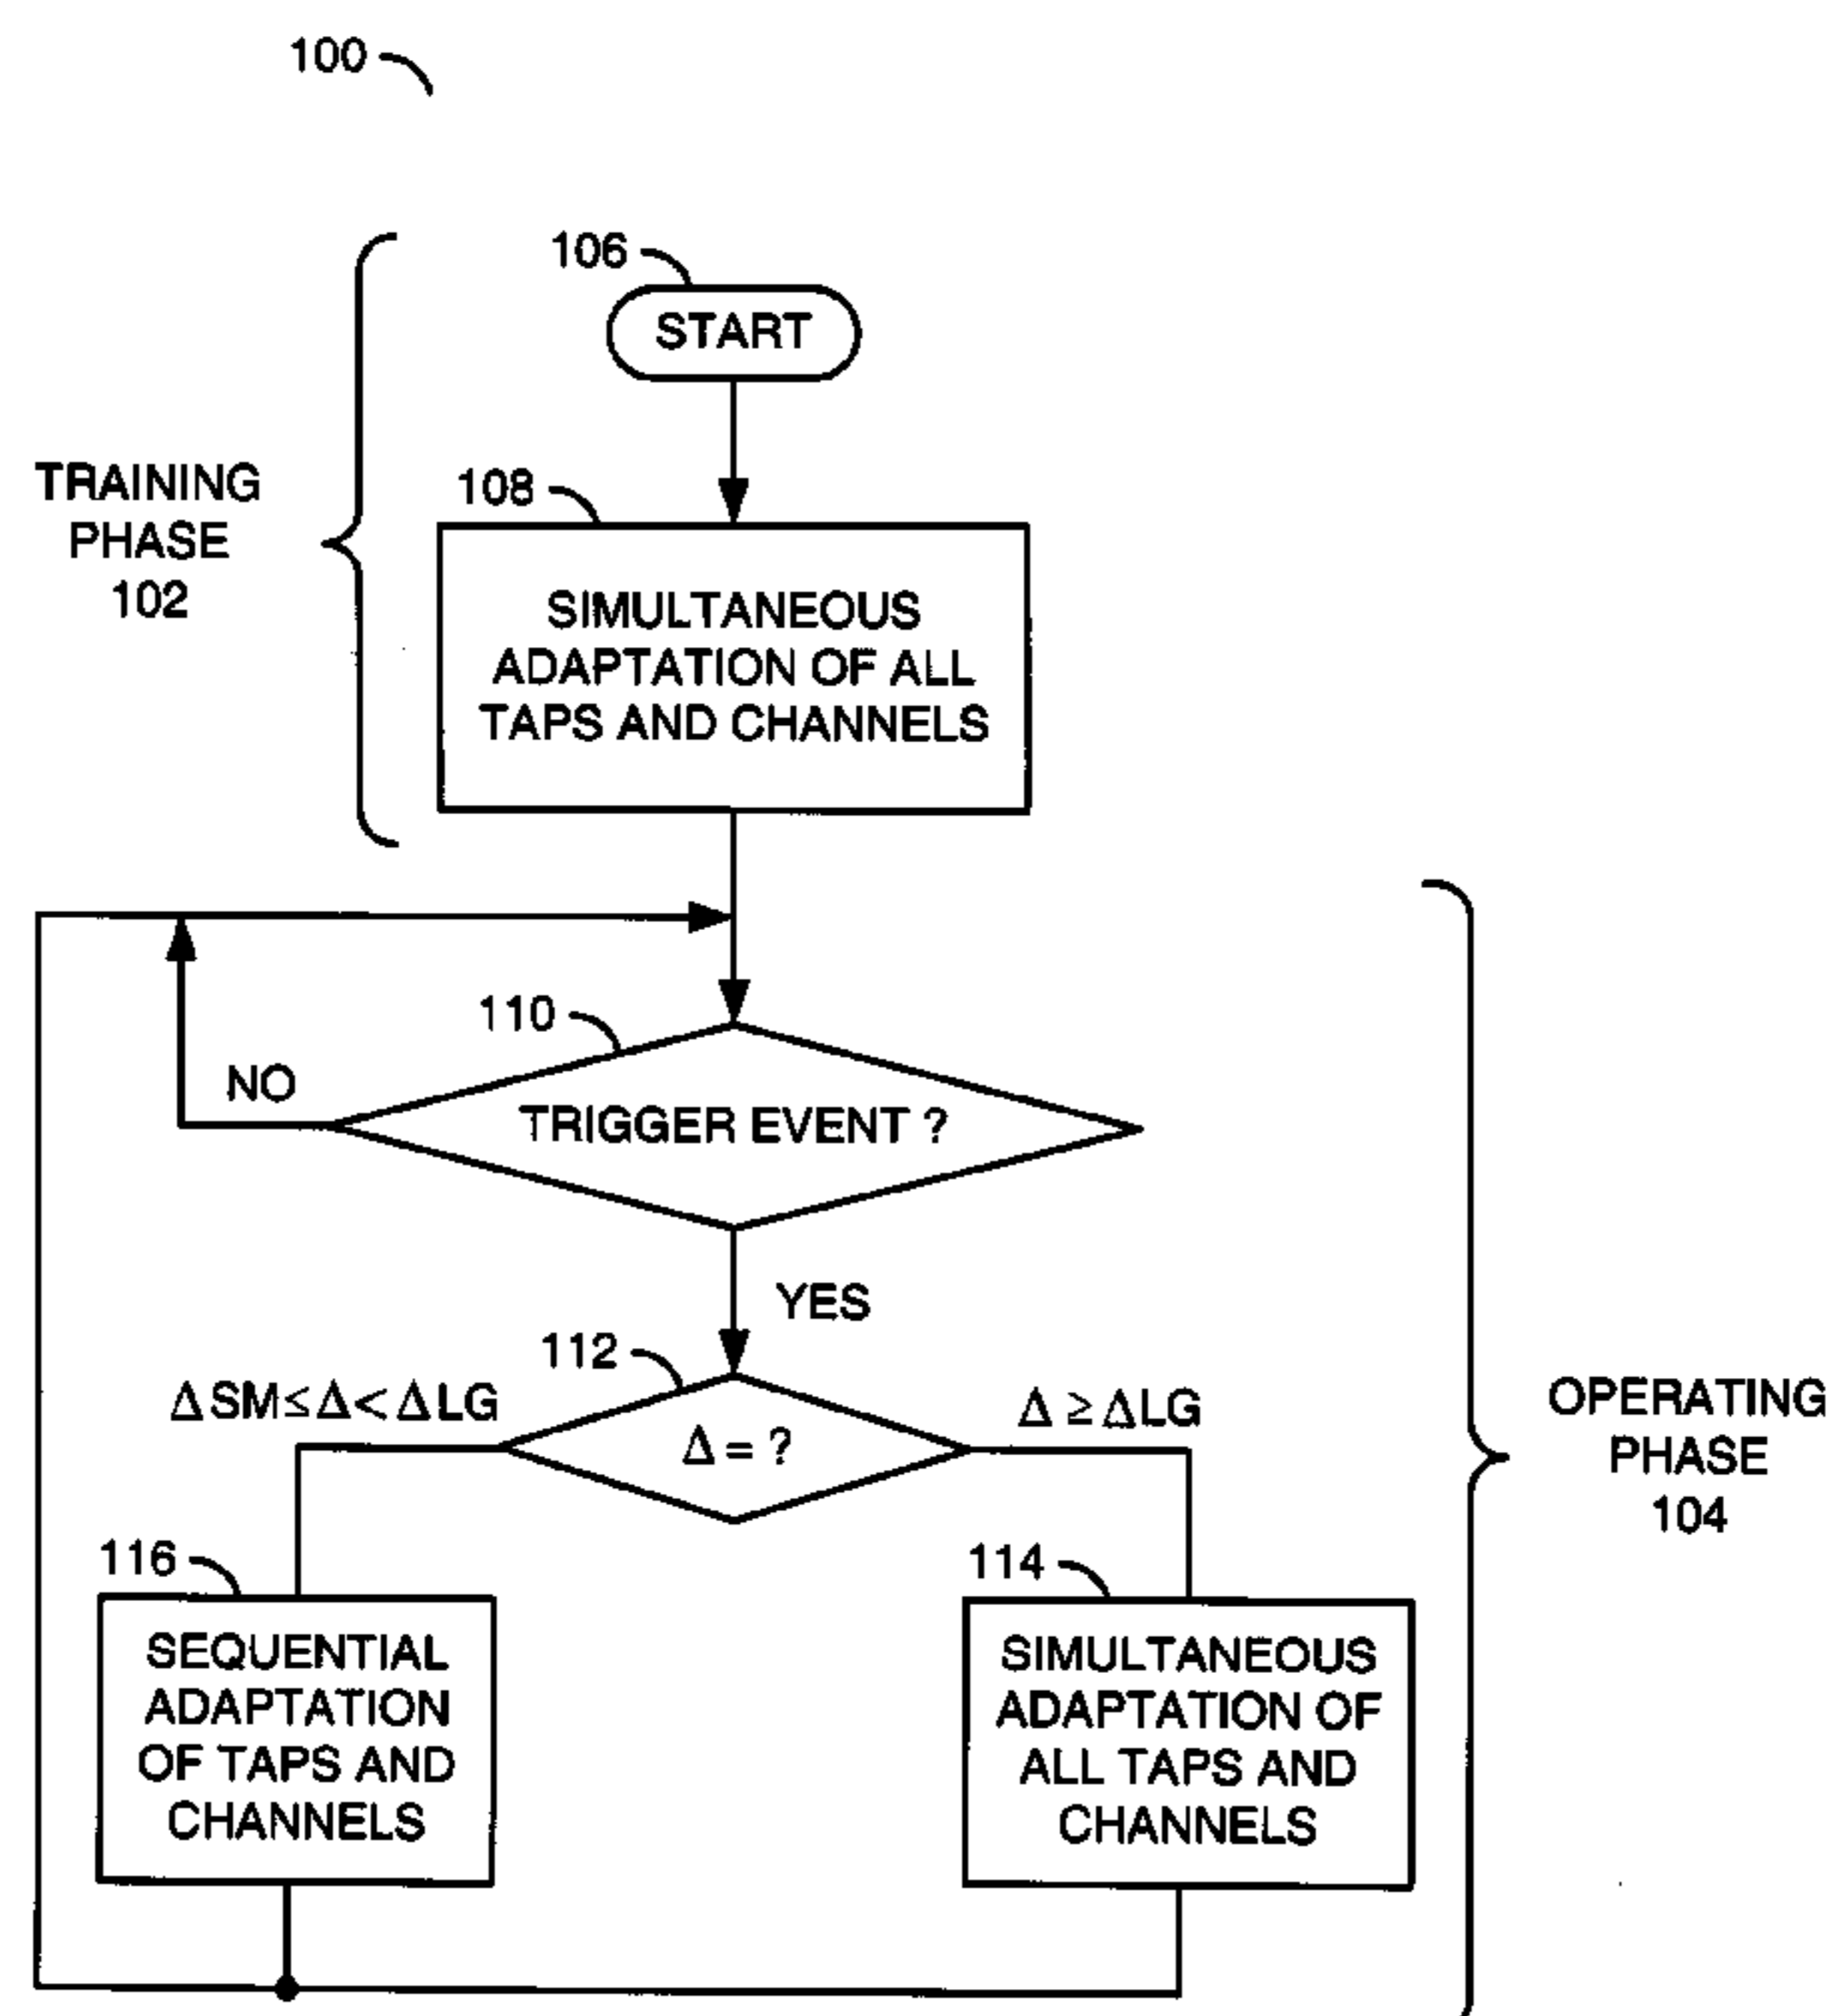 100
106
START
TRAINING
PHASE
102
108
SIMULTANEOUS
ADAPTATION OF ALL
TAPS AND CHANNELS
110
NO
TRIGGER EVENT ?
YES
112
ΔSM≤Δ<ΔLG
Δ = ?
Δ ≥ ΔLG
OPERATING
PHASE
104
116
SEQUENTIAL
ADAPTATION
OF TAPS AND
CHANNELS
114
SIMULTANEOUS
ADAPTATION OF
ALL TAPS AND
CHANNELS